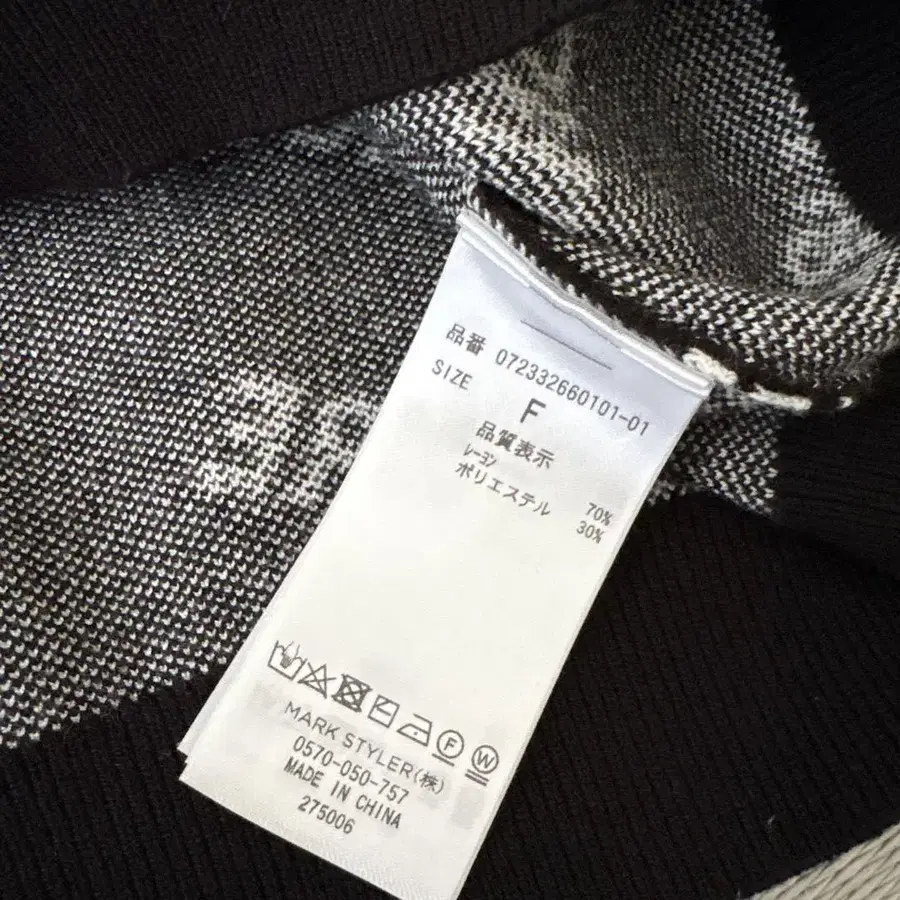 品番 072332660101-01
SIZE
F
品質表示
レーヨン 70%
ポリエステル 30%
F
W
MARK STYLER(株)
0570-050-757
MADE IN CHINA
275006